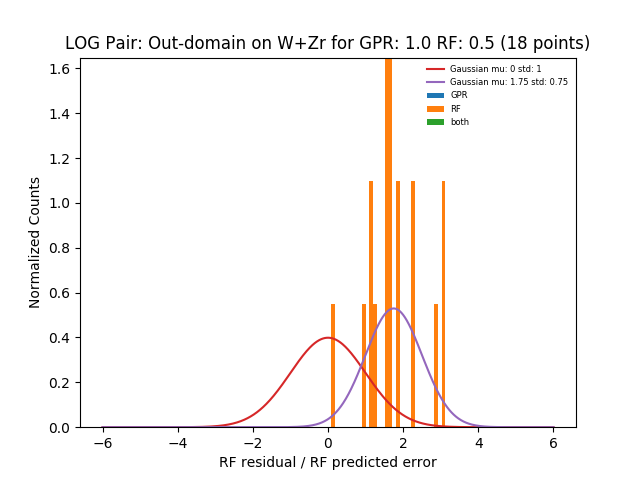 LOG Pair: Out-domain on W+Zr for GPR: 1.0 RF: 0.5 (18 points)
Gaussian mu: 0 std: 1
Gaussian mu: 1.75 std: 0.75
GPR
RF
both
Normalized Counts
1.6
1.4
1.2
1.0
0.8
0.6
0.4
0.2
0.0
−6 −4 −2 0 2 4 6
RF residual / RF predicted error